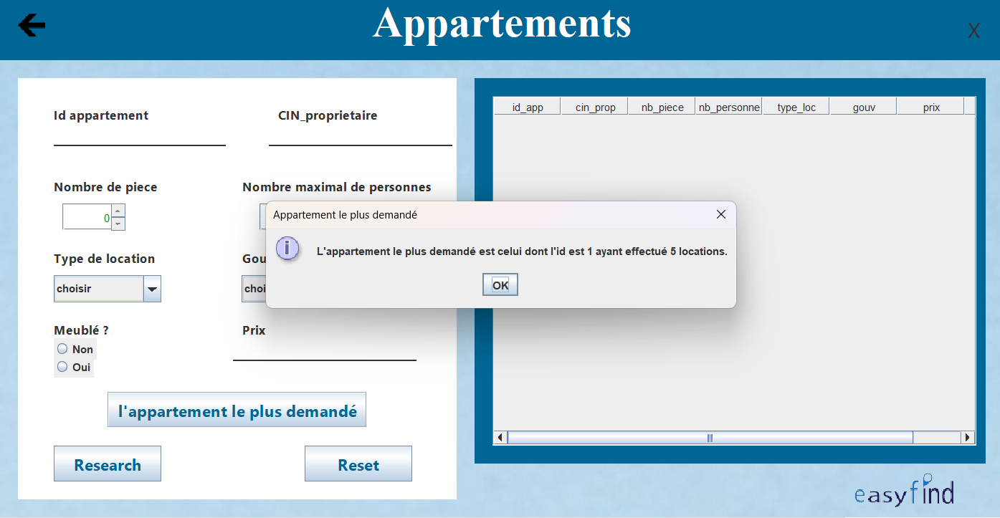 Appartements
X
Id appartement
CIN_proprietaire
Nombre de piece
Nombre maximal de personnes
0
Type de location
Gou
choisir
choi
Meublé ?
Prix
Non
Oui
l'appartement le plus demandé
Research
Reset
id_app cin_prop nb_piece nb_personne type_loc gouv prix
Appartement le plus demandé
L'appartement le plus demandé est celui dont l'id est 1 ayant effectué 5 locations.
OK
easyfind